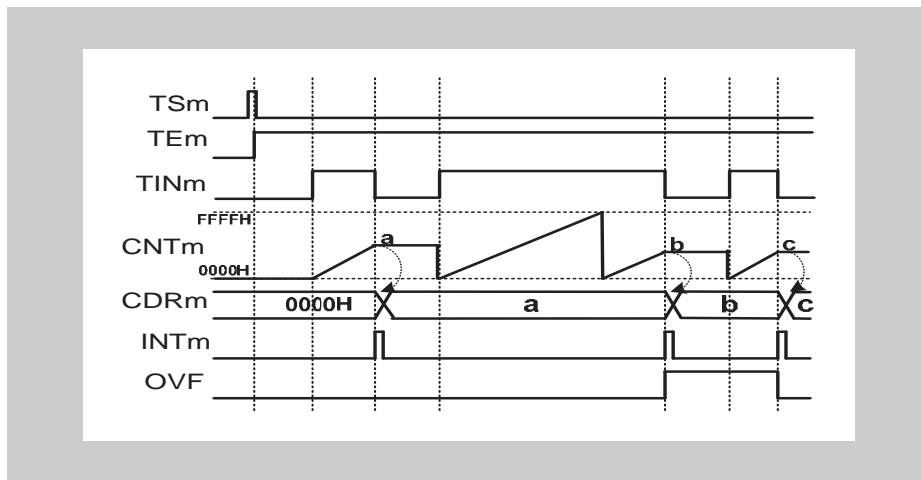 TSm
TEm
TINm
FFFFH
CNTm
a
b
c
0000H
CDRm
0000H
a
b
c
INTm
OVF